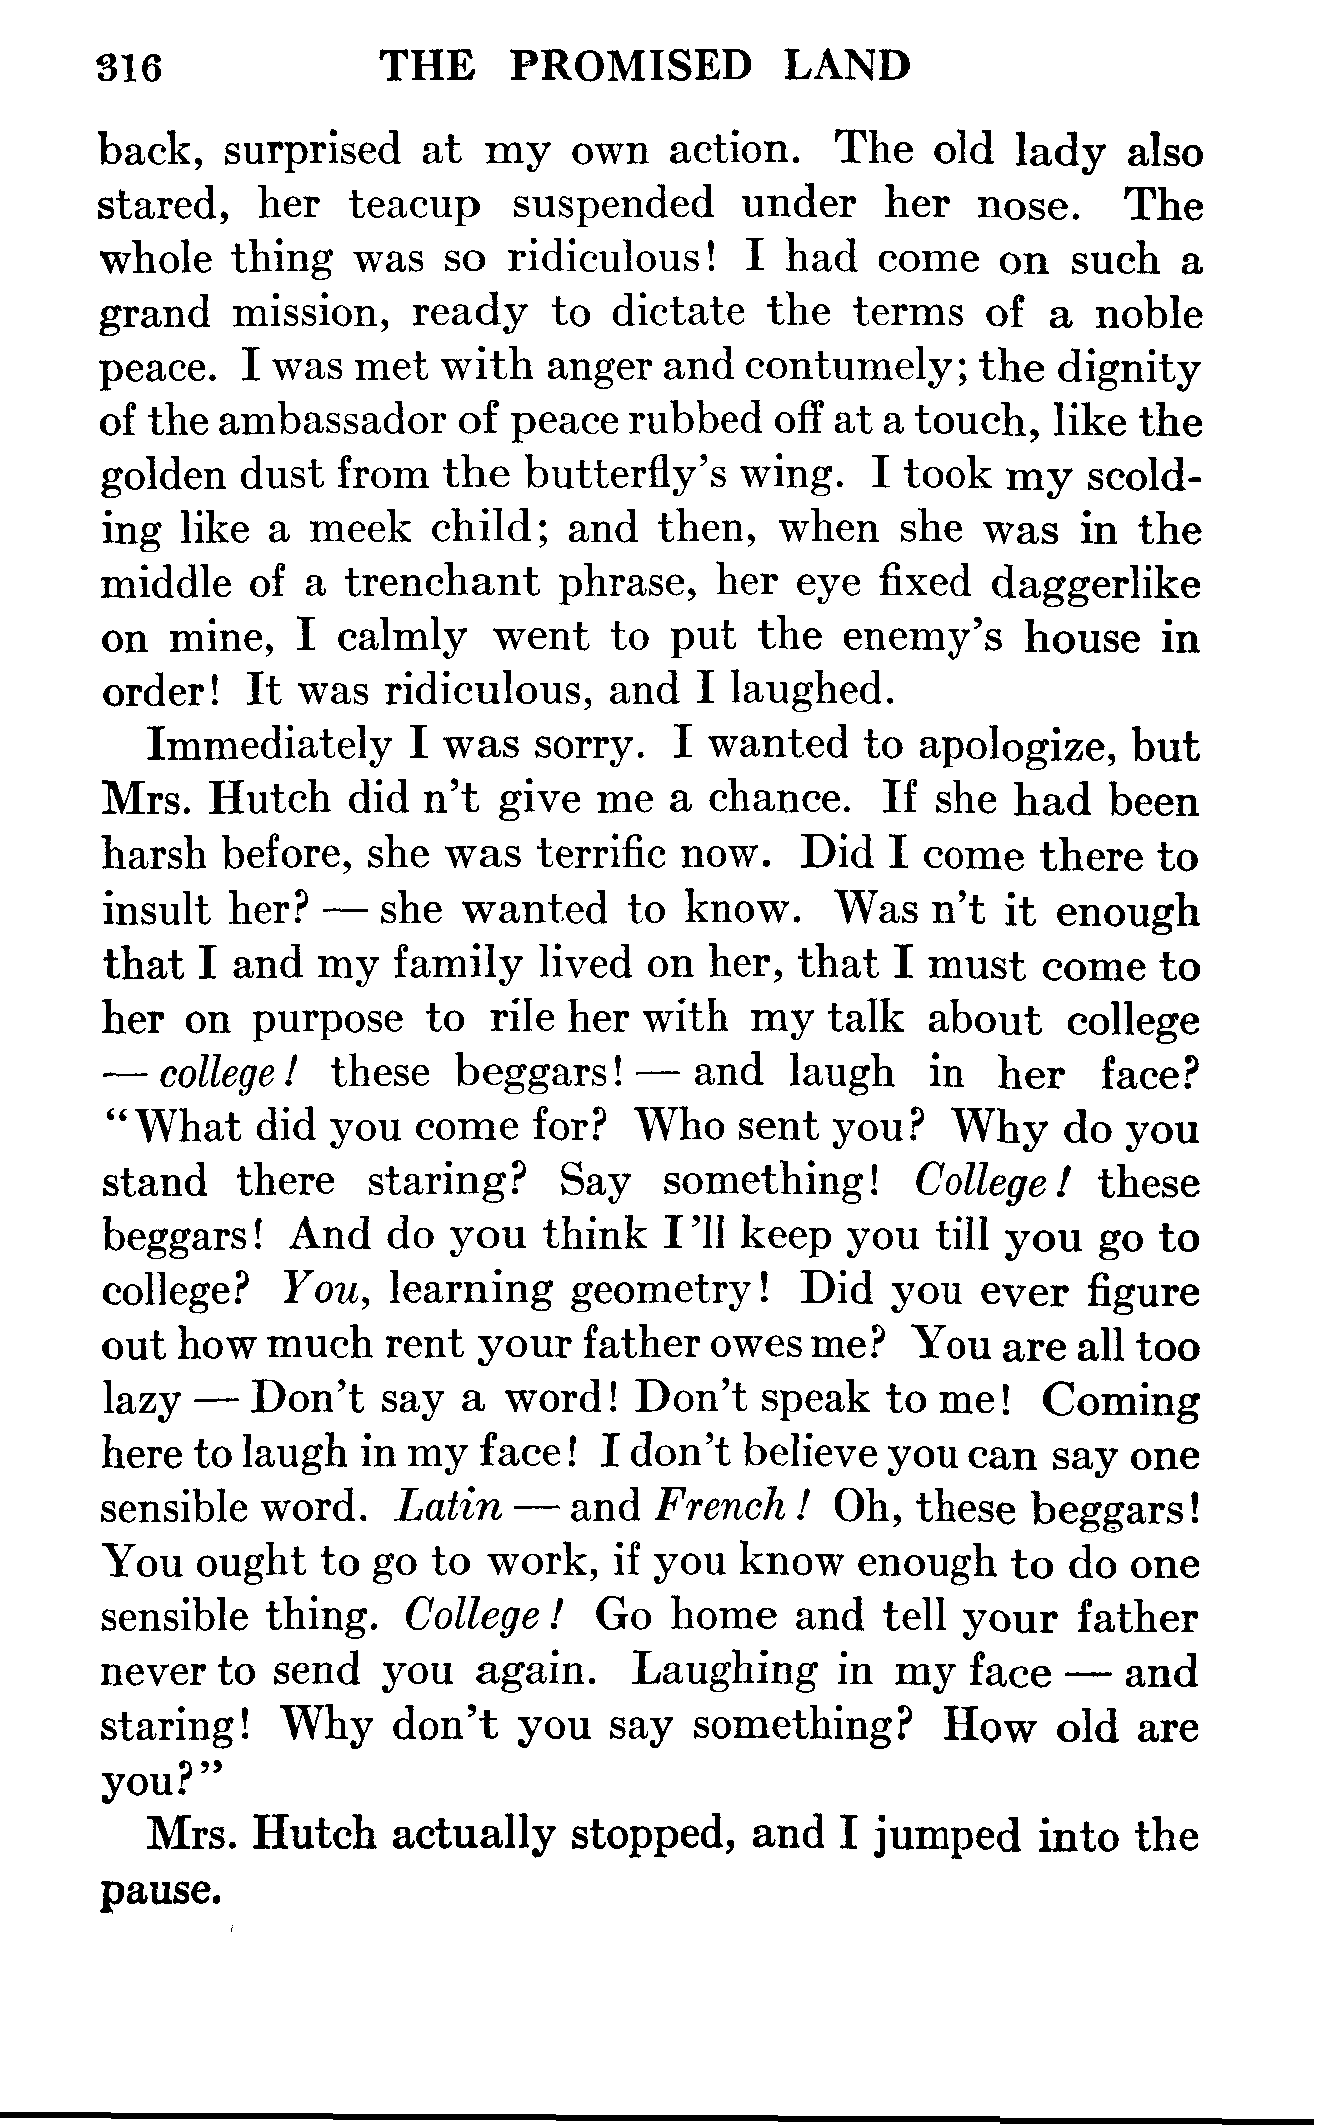 316 THE PROMISED LAND
back, surprised at my own action. The old lady also
stared, her teacup suspended under her nose. The
whole thing was so ridiculous! I had come on such a
grand mission, ready to dictate the terms of a noble
peace. I was met with anger and contumely; the dignity
of the ambassador of peace rubbed off at a touch, like the
golden dust from the butterfly's wing. I took my scold-
ing like a meek child; and then, when she was in the
middle of a trenchant phrase, her eye fixed daggerlike
on mine, I calmly went to put the enemy's house in
order! It was ridiculous, and I laughed.
Immediately I was sorry. I wanted to apologize, but
Mrs. Hutch did n't give me a chance. If she had been
harsh before, she was terrific now. Did I come there to
insult her? — she wanted to know. Was n't it enough
that I and my family lived on her, that I must come to
her on purpose to rile her with my talk about college
— college! these beggars! — and laugh in her face?
"What did you come for? Who sent you? Why do you
stand there staring? Say something! College! these
beggars! And do you think I'll keep you till you go to
college? You, learning geometry! Did you ever figure
out how much rent your father owes me? You are all too
lazy — Don't say a word! Don't speak to me! Coming
here to laugh in my face! I don't believe you can say one
sensible word. Latin — and French! Oh, these beggars!
You ought to go to work, if you know enough to do one
sensible thing. College! Go home and tell your father
never to send you again. Laughing in my face — and
staring! Why don't you say something? How old are
you?"
Mrs. Hutch actually stopped, and I jumped into the
pause.